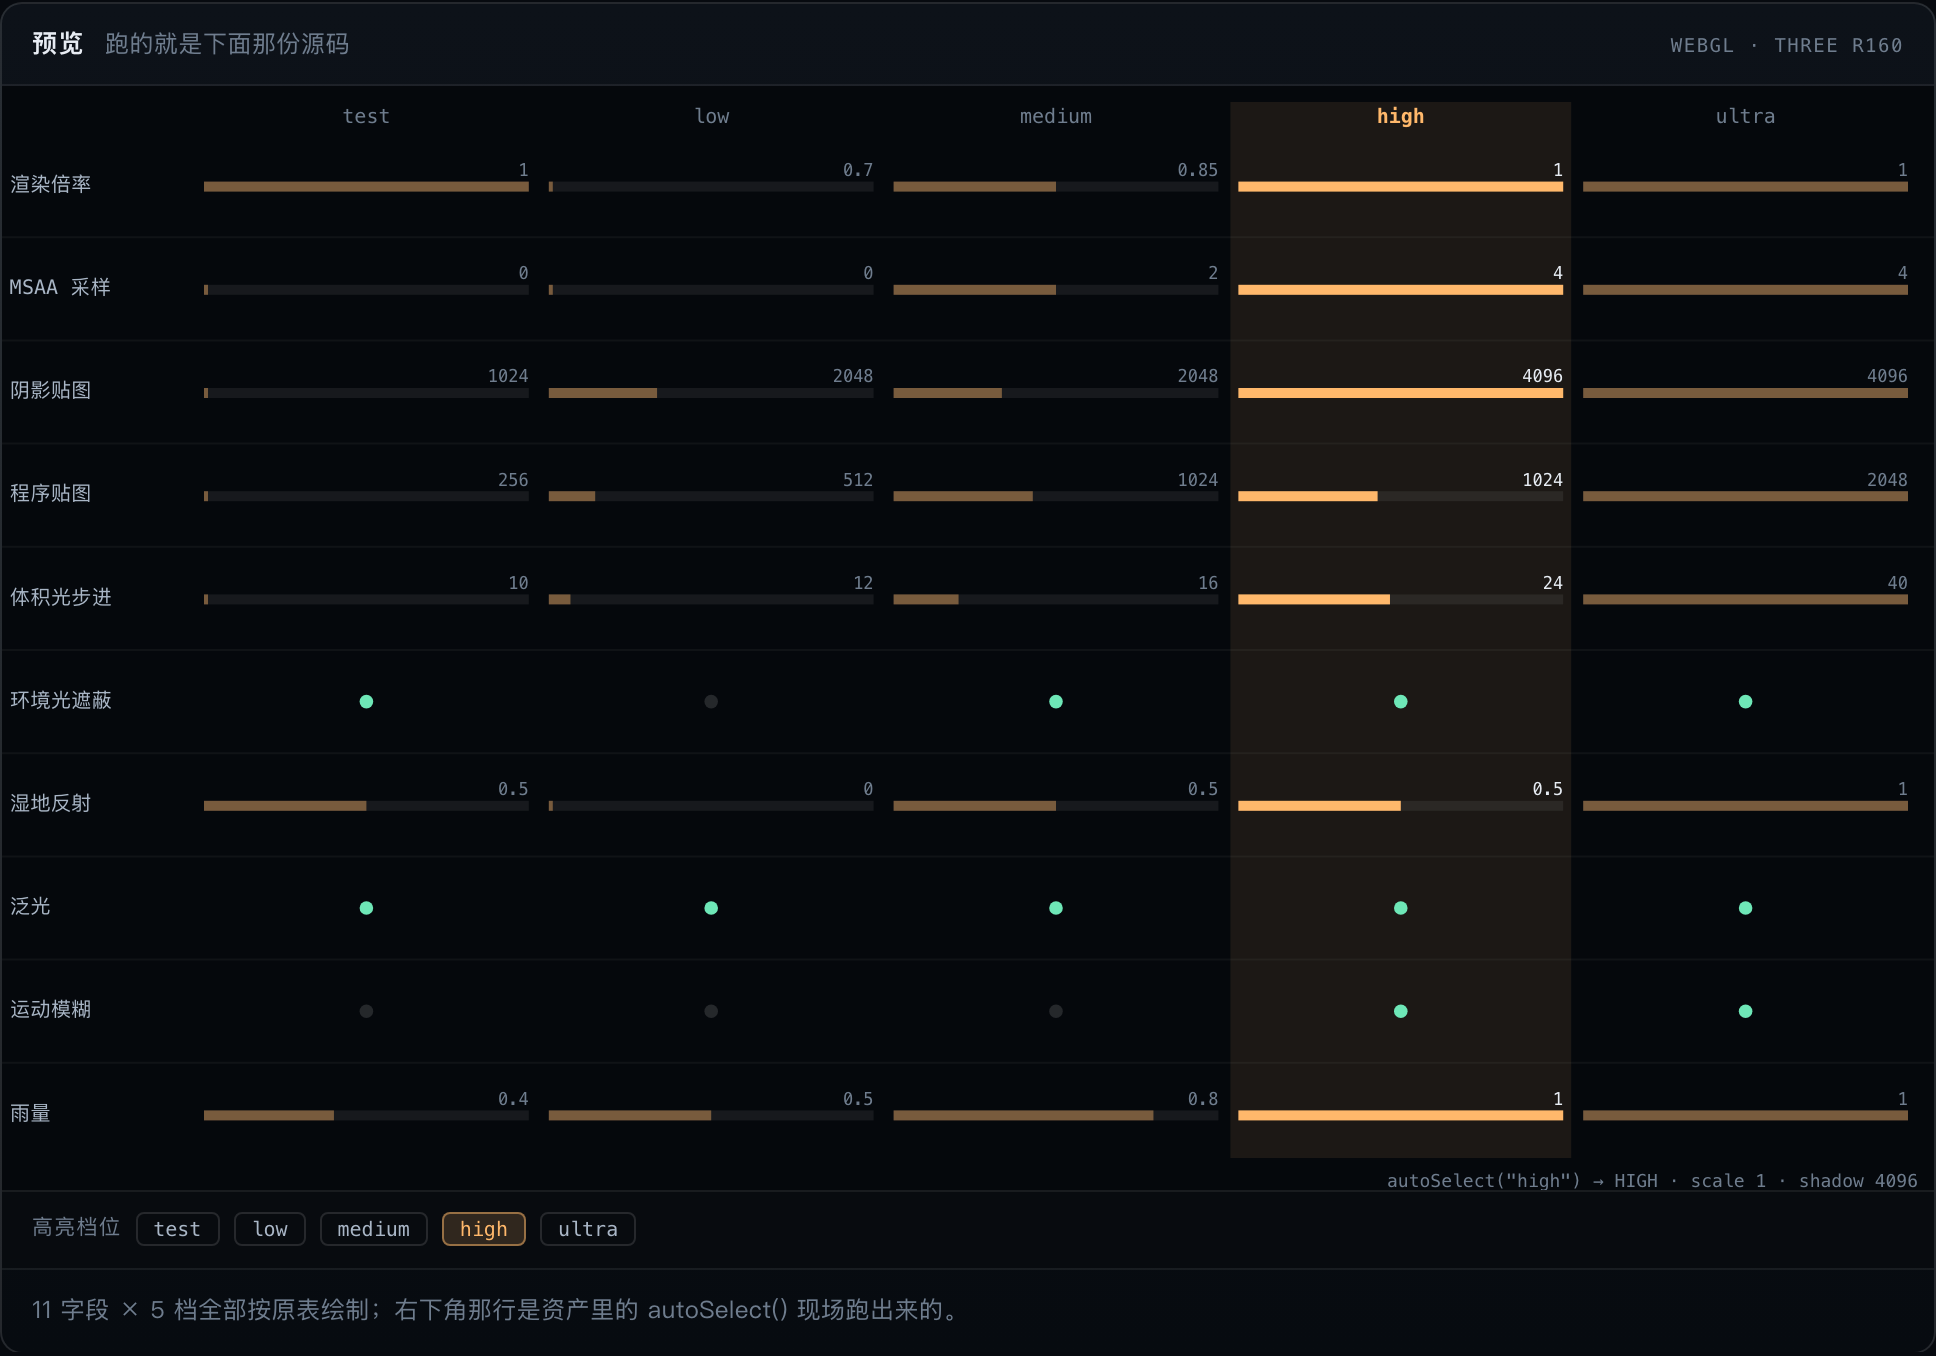 预览 跑的就是下面那份源码 WEBGL · THREE R160
test low medium high ultra
渲染倍率 1 0.7 0.85 1 1
MSAA 采样 0 0 2 4 4
阴影贴图 1024 2048 2048 4096 4096
程序贴图 256 512 1024 1024 2048
体积光步进 10 12 16 24 40
环境光遮蔽
湿地反射 0.5 0 0.5 0.5 1
泛光
运动模糊
雨量 0.4 0.5 0.8 1 1
autoSelect("high") → HIGH · scale 1 · shadow 4096
高亮档位 test low medium high ultra
11 字段 × 5 档全部按原表绘制；右下角那行是资产里的 autoSelect() 现场跑出来的。